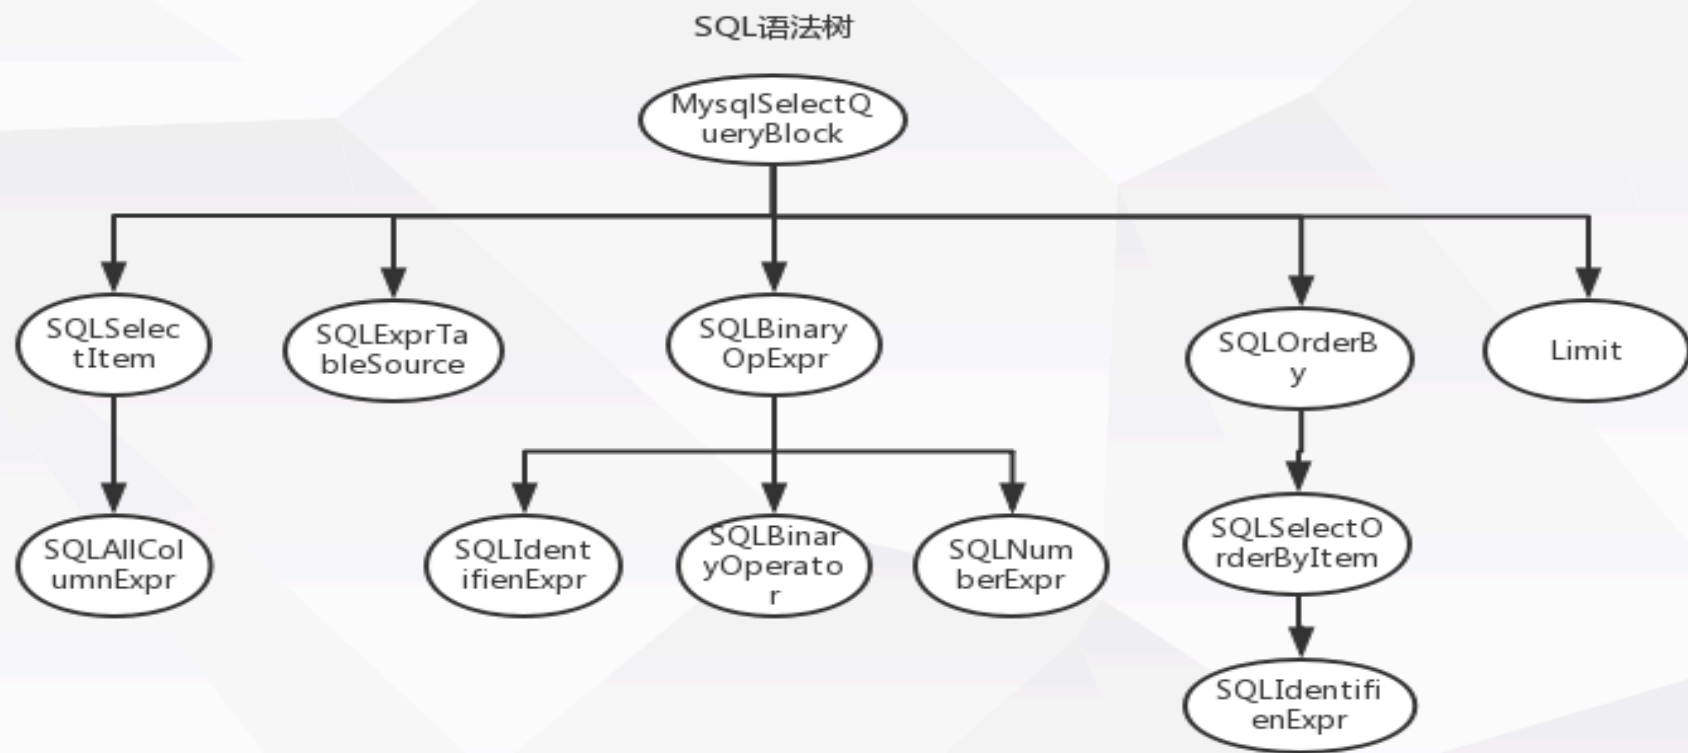 SQL语法树
MysqlSelectQ
ueryBlock
SQLSelec
tItem
SQLExprTa
bleSource
SQLBinary
OpExpr
SQLOrderB
y
Limit
SQLAllCol
umnExpr
SQLIdent
ifienExpr
SQLBinar
yOperato
r
SQLNum
berExpr
SQLSelectO
rderByItem
SQLIdentifi
enExpr